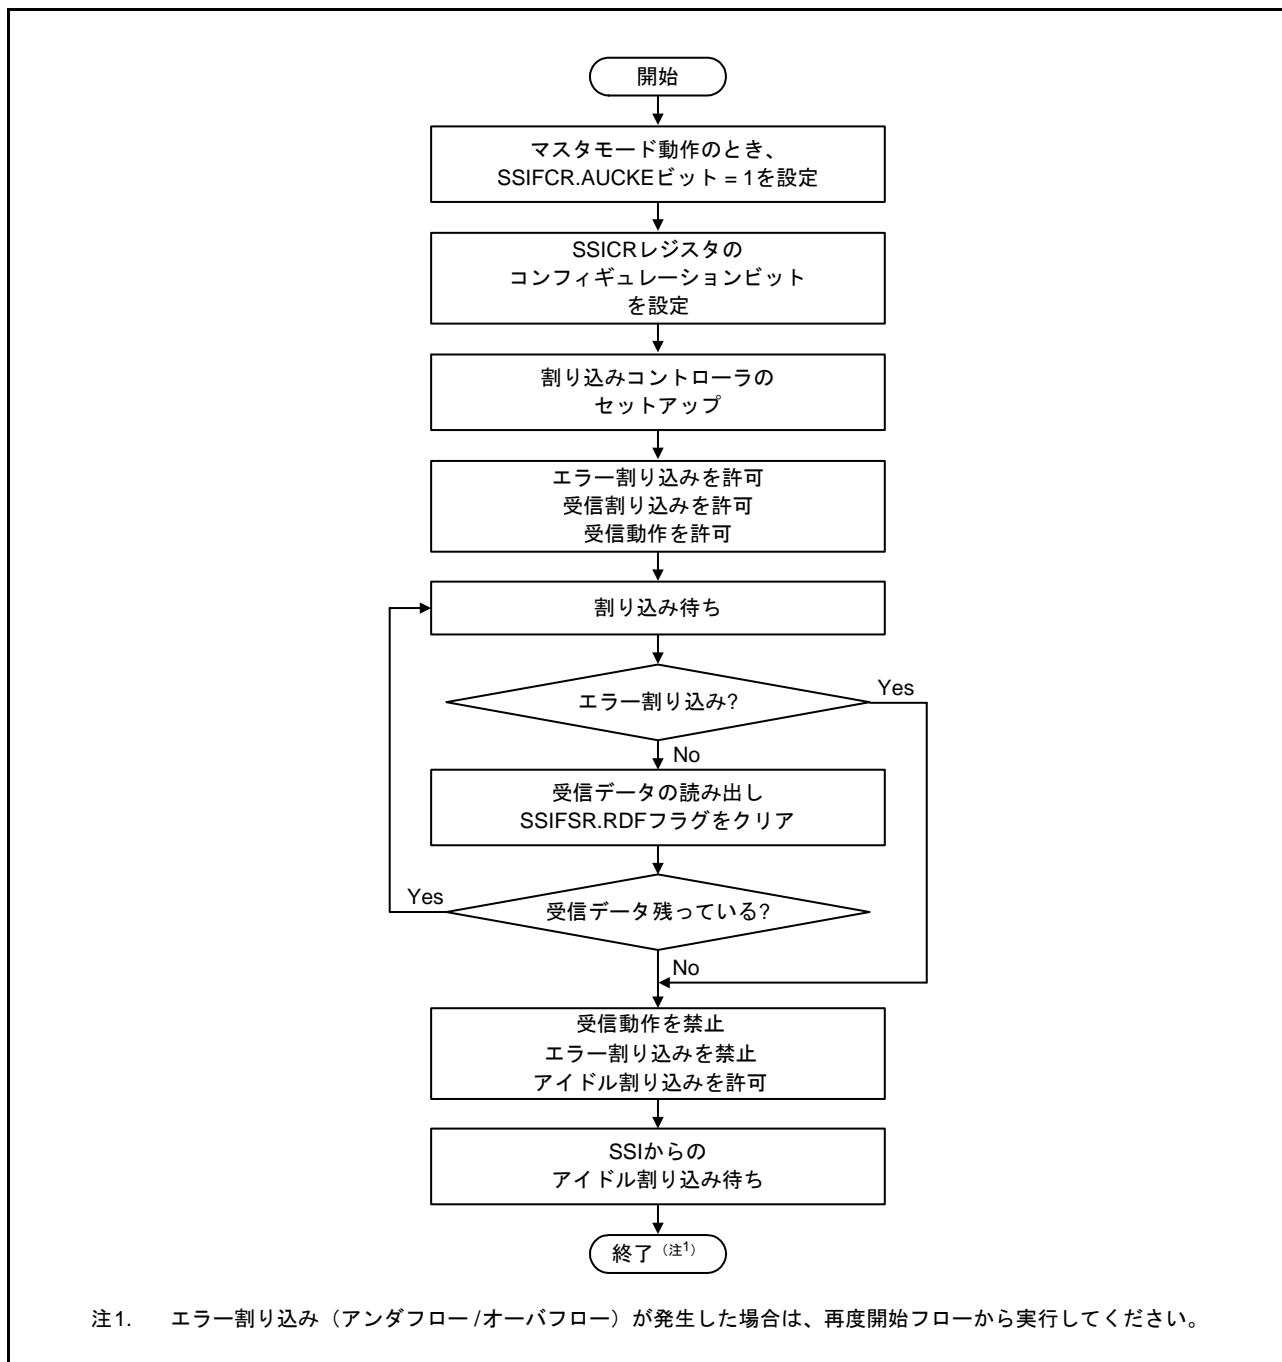 開始
マスタモード動作のとき、
SSIFCR.AUCKEビット = 1を設定
SSICRレジスタの
コンフィギュレーションビット
を設定
割り込みコントローラの
セットアップ
エラー割り込みを許可
受信割り込みを許可
受信動作を許可
割り込み待ち
エラー割り込み?
Yes
No
受信データの読み出し
SSIFSR.RDFフラグをクリア
Yes
受信データ残っている?
No
受信動作を禁止
エラー割り込みを禁止
アイドル割り込みを許可
SSIからの
アイドル割り込み待ち
終了（注1）
注1. エラー割り込み（アンダフロー/オーバフロー）が発生した場合は、再度開始フローから実行してください。